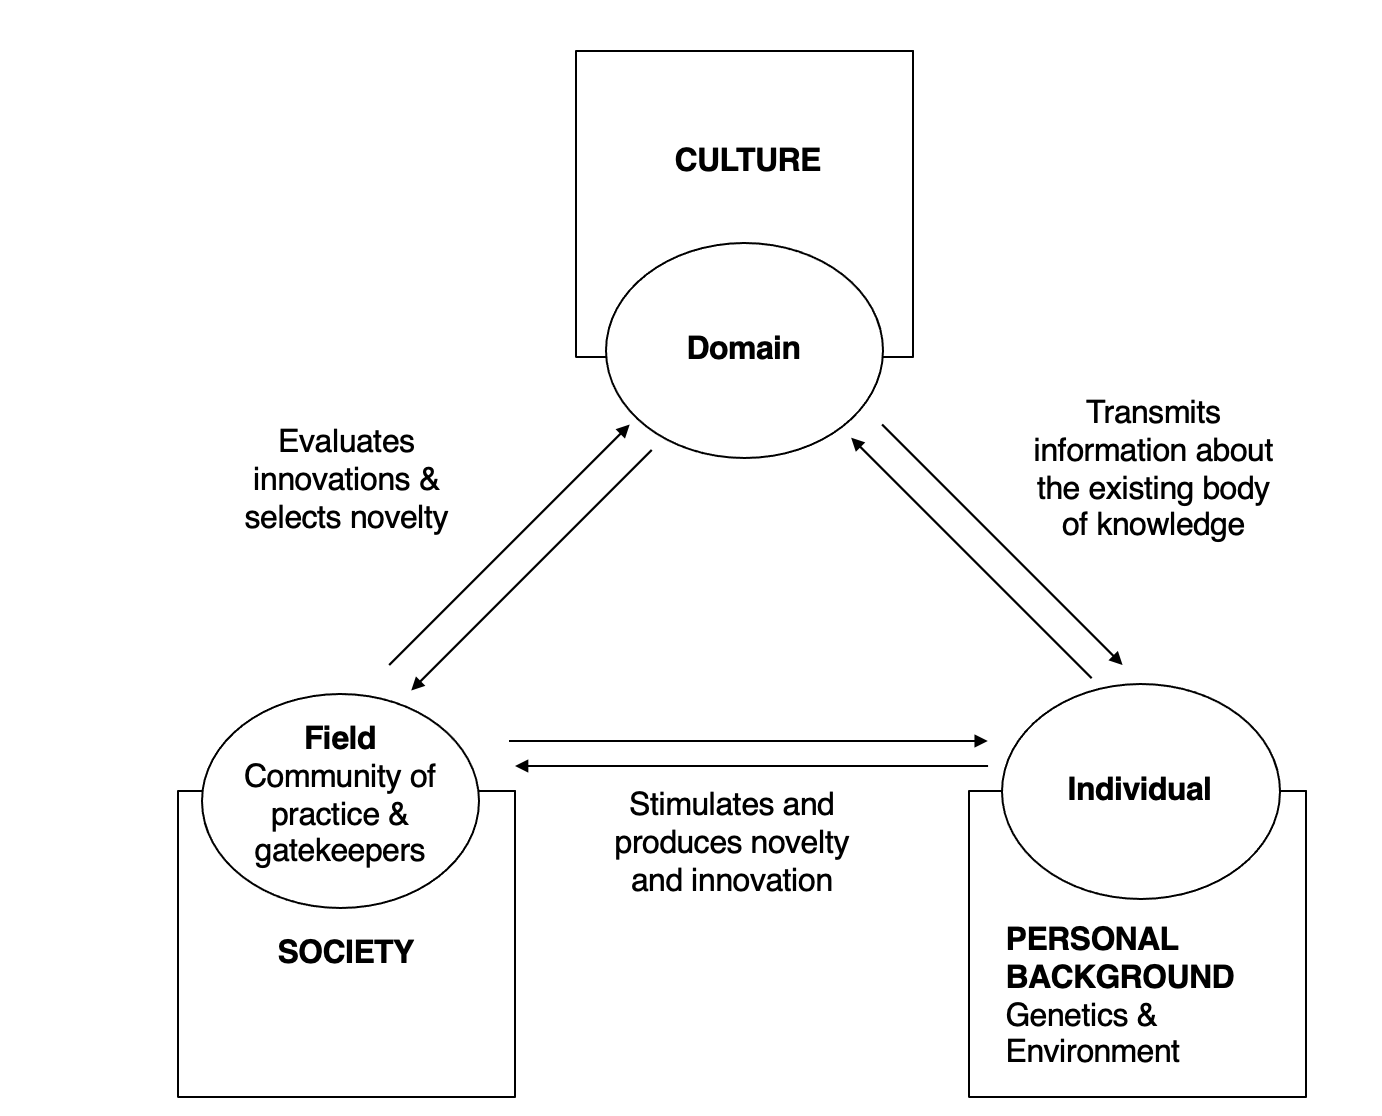 CULTURE
Domain
Transmits
information about
the existing body
of knowledge
Evaluates
innovations &
selects novelty
Field
Community of
practice &
gatekeepers
SOCIETY
Stimulates and
produces novelty
and innovation
Individual
PERSONAL
BACKGROUND
Genetics &
Environment